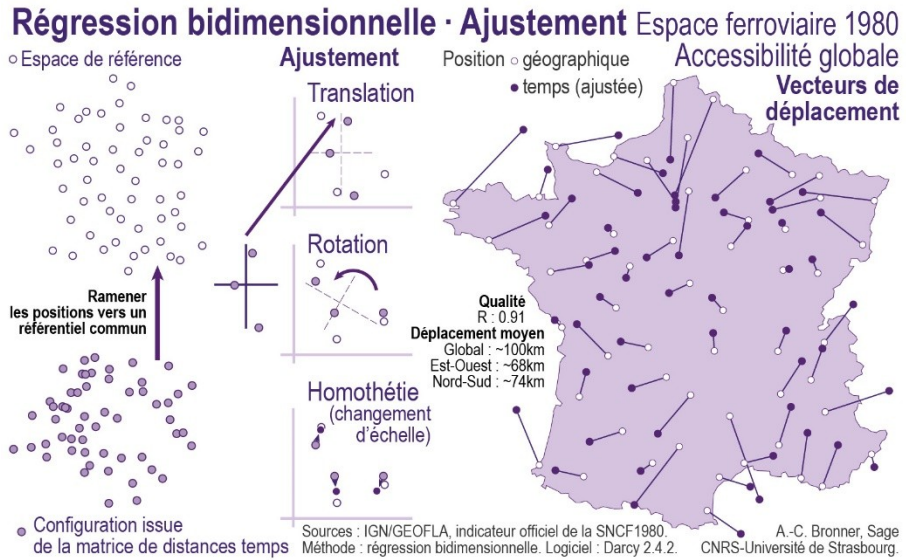 Régression bidimensionnelle · Ajustement Espace ferroviaire 1980
Accessibilité globale
Vecteurs de
déplacement
Espace de référence
Ajustement
Position géographique
temps (ajustée)
Translation
Rotation
Homothétie
(changement
d'échelle)
Ramener
les positions vers un
référentiel commun
Configuration issue
de la matrice de distances temps
Qualité
R : 0.91
Déplacement moyen
Global : ~100km
Est-Ouest : ~68km
Nord-Sud : ~74km
Sources : IGN/GEOFLA, indicateur officiel de la SNCF1980.
Méthode : régression bidimensionnelle. Logiciel : Darcy 2.4.2.
A.-C. Bronner, Sage
CNRS-Université de Strasbourg.